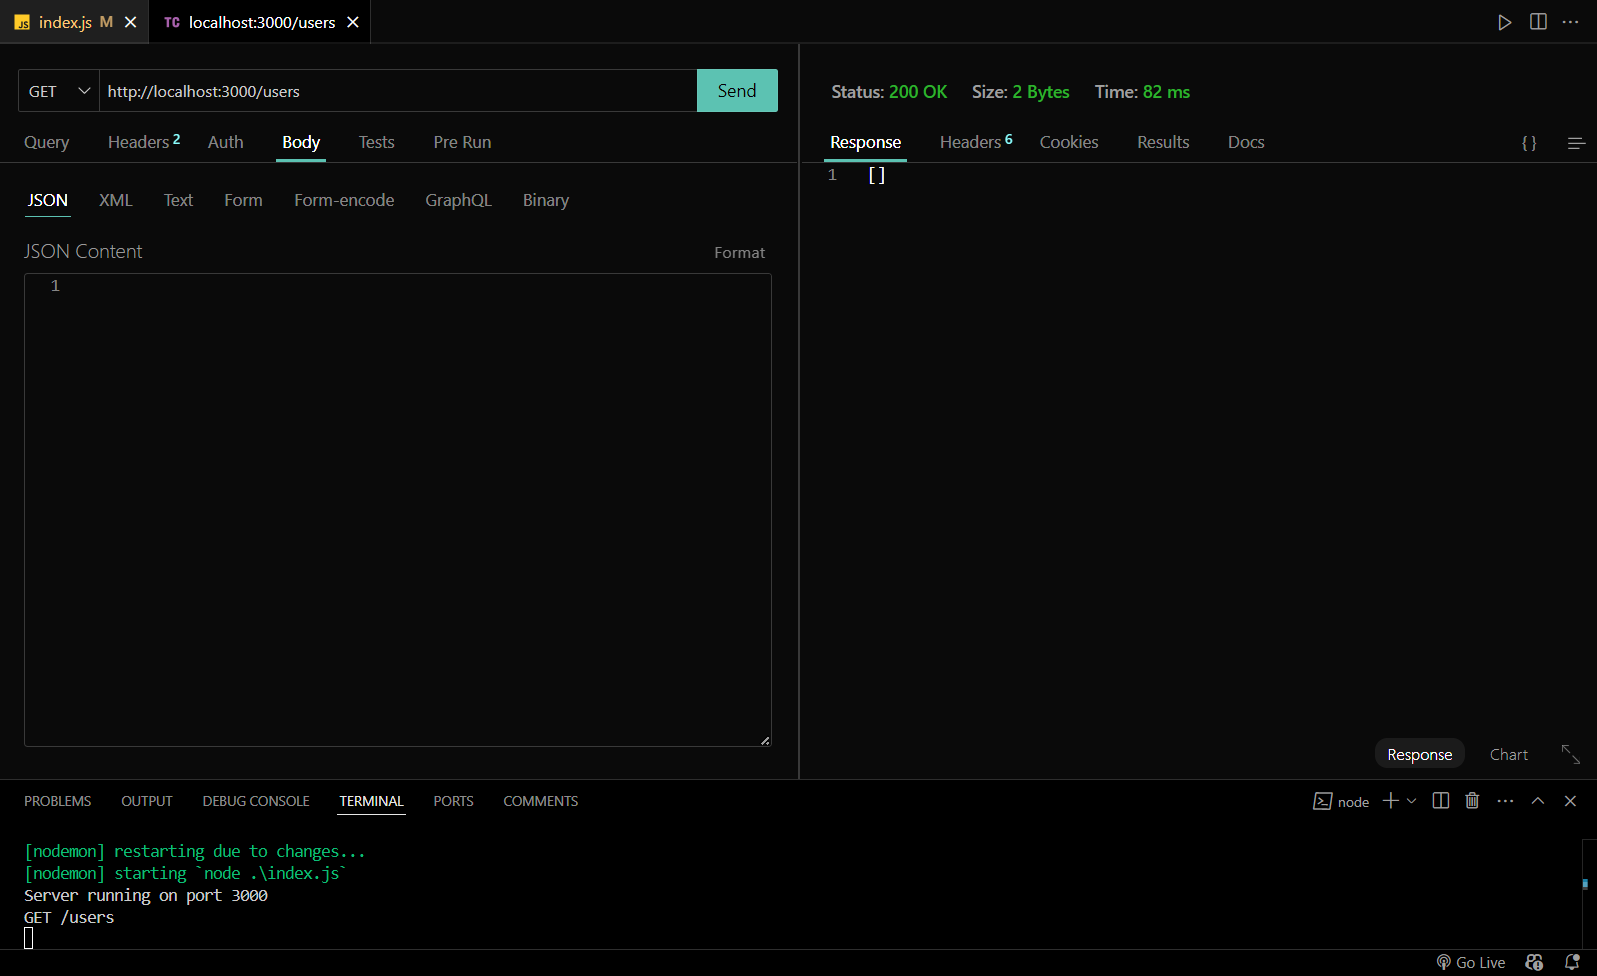 JS index.js M
TC localhost:3000/users
GET http://localhost:3000/users Send
Query Headers 2 Auth Body Tests Pre Run
JSON XML Text Form Form-encode GraphQL Binary
JSON Content Format
1
Status: 200 OK Size: 2 Bytes Time: 82 ms
Response Headers 6 Cookies Results Docs { }
1 []
Response Chart
PROBLEMS OUTPUT DEBUG CONSOLE TERMINAL PORTS COMMENTS node
[nodemon] restarting due to changes...
[nodemon] starting `node .\index.js`
Server running on port 3000
GET /users
Go Live